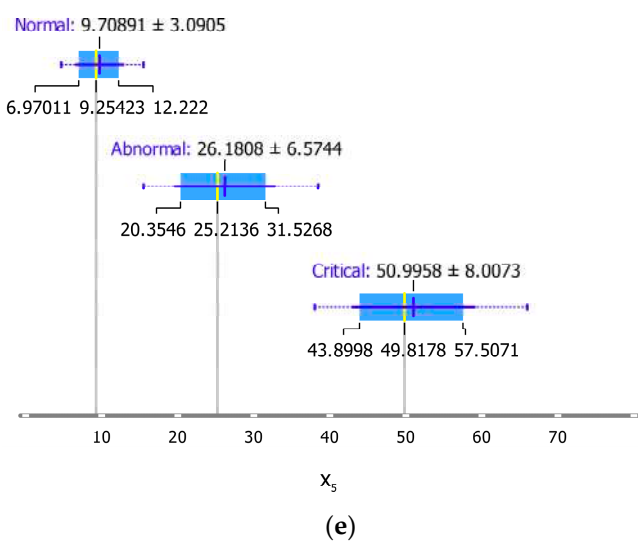 Normal: 9.70891 ± 3.0905
6.97011 9.25423 12.222
Abnormal: 26.1808 ± 6.5744
20.3546 25.2136 31.5268
Critical: 50.9958 ± 8.0073
43.8998 49.8178 57.5071
10 20 30 40 50 60 70
x₅
(e)